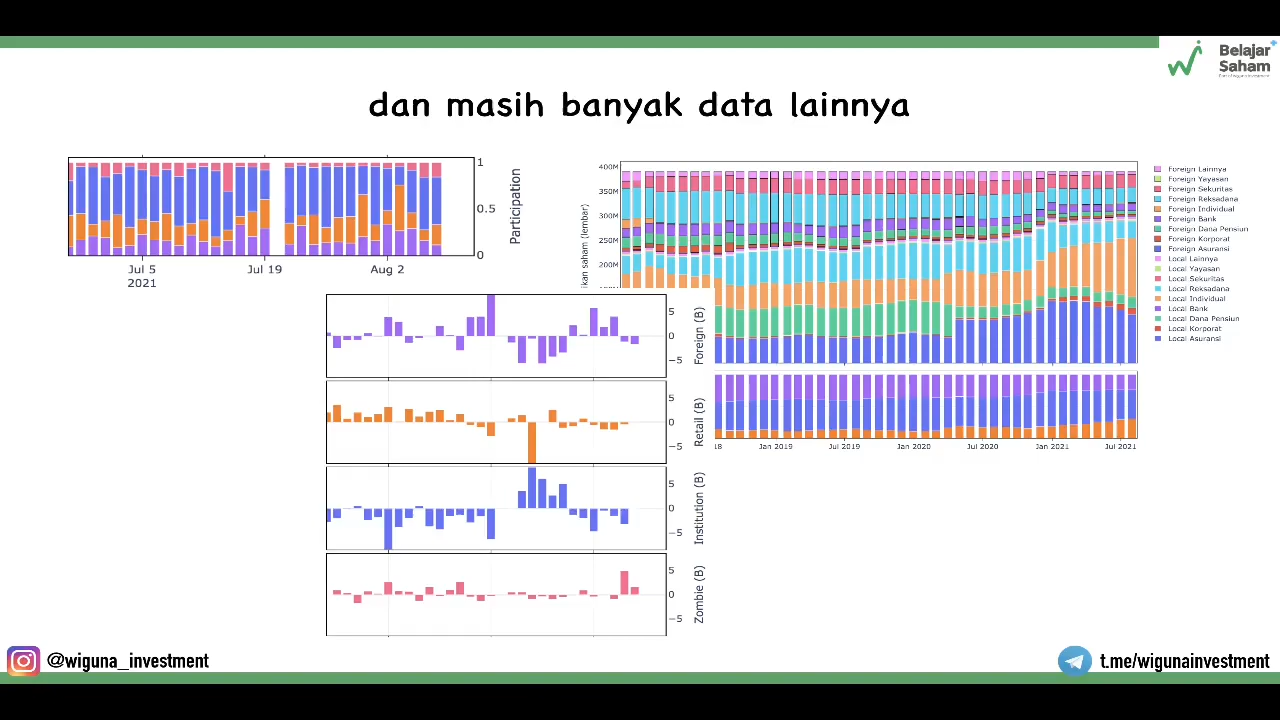 Belajar
Saham
dan masih banyak data lainnya
1
0.5
0
Participation
Jul 5
2021
Jul 19
Aug 2
400M
350M
300M
250M
200M
ikan saham (lembar)
Foreign Lainnya
Foreign Yayasan
Foreign Sekuritas
Foreign Reksadana
Foreign Individual
Foreign Bank
Foreign Dana Pensiun
Foreign Korporat
Foreign Asuransi
Local Lainnya
Local Yayasan
Local Sekuritas
Local Reksadana
Local Individual
Local Bank
Local Dana Pensiun
Local Korporat
Local Asuransi
5
0
−5
Foreign (B)
5
0
−5
Retail (B)
5
0
−5
Institution (B)
5
0
−5
Zombie (B)
18
Jan 2019
Jul 2019
Jan 2020
Jul 2020
Jan 2021
Jul 2021
@wiguna_investment
t.me/wigunainvestment